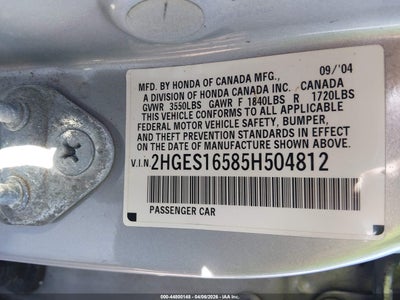 MFD. BY HONDA OF CANADA MFG., 09/'04
A DIVISION OF HONDA CANADA INC. CANADA
GVWR 3550LBS GAWR F 1840LBS R 1720LBS
THIS VEHICLE CONFORMS TO ALL APPLICABLE
FEDERAL MOTOR VEHICLE SAFETY, BUMPER,
AND THEFT PREVENTION STANDARDS IN EFFECT
ON THE DATE OF MANUFACTURE SHOWN ABOVE.
V.I.N. 2HGES16585H504812
PASSENGER CAR
000-44800148 - 04/06/2026 - IAA Inc.